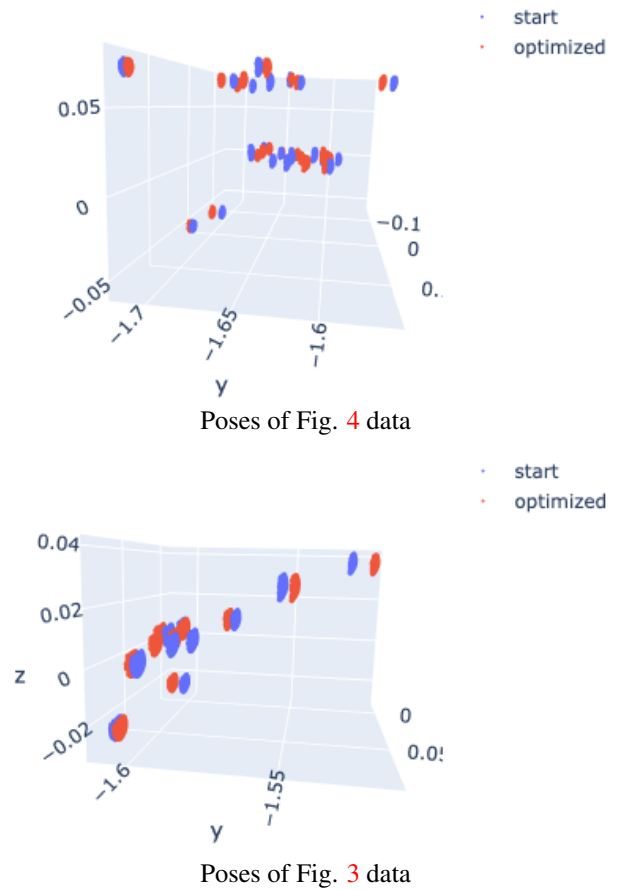 start
optimized
0.05
0
−0.05
−1.7
−1.65
−1.6
−0.1
0
0.
y
Poses of Fig. 4 data
start
optimized
0.04
0.02
z
0
−0.02
−1.6
−1.55
0
y
Poses of Fig. 3 data